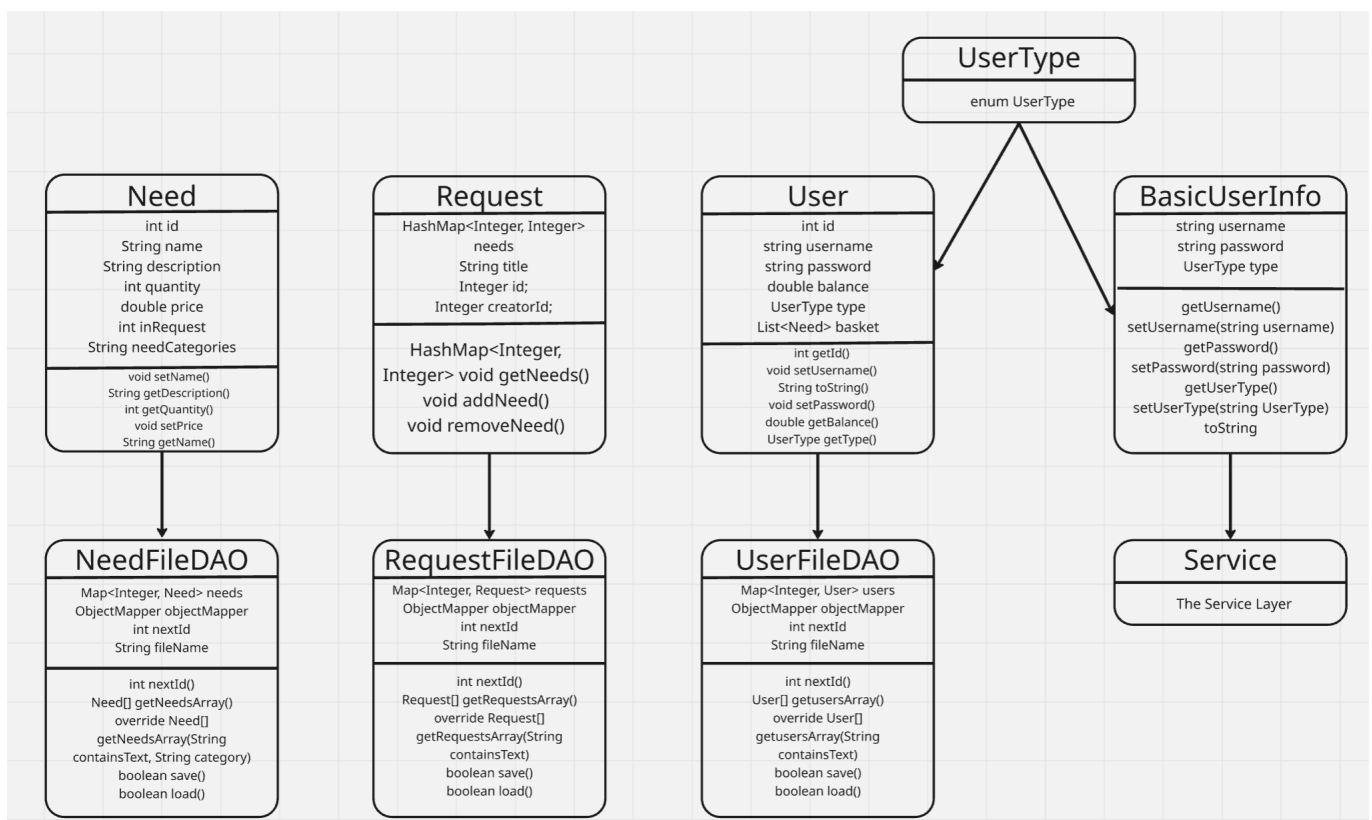 UserType
enum UserType
Need
int id
String name
String description
int quantity
double price
int inRequest
String needCategories
void setName()
String getDescription()
int getQuantity()
void setPrice
String getName()
Request
HashMap<Integer, Integer>
needs
String title
Integer id;
Integer creatorId;
HashMap<Integer,
Integer> void getNeeds()
void addNeed()
void removeNeed()
User
int id
string username
string password
double balance
UserType type
List<Need> basket
int getId()
void setUsername()
String toString()
void setPassword()
double getBalance()
UserType getType()
BasicUserInfo
string username
string password
UserType type
getUsername()
setUsername(string username)
getPassword()
setPassword(string password)
getUserType()
setUserType(string UserType)
toString
NeedFileDAO
Map<Integer, Need> needs
ObjectMapper objectMapper
int nextId
String fileName
int nextId()
Need[] getNeedsArray()
override Need[]
getNeedsArray(String
containsText, String category)
boolean save()
boolean load()
RequestFileDAO
Map<Integer, Request> requests
ObjectMapper objectMapper
int nextId
String fileName
int nextId()
Request[] getRequestsArray()
override Request[]
getRequestsArray(String
containsText)
boolean save()
boolean load()
UserFileDAO
Map<Integer, User> users
ObjectMapper objectMapper
int nextId
String fileName
int nextId()
User[] getusersArray()
override User[]
getusersArray(String
containsText)
boolean save()
boolean load()
Service
The Service Layer